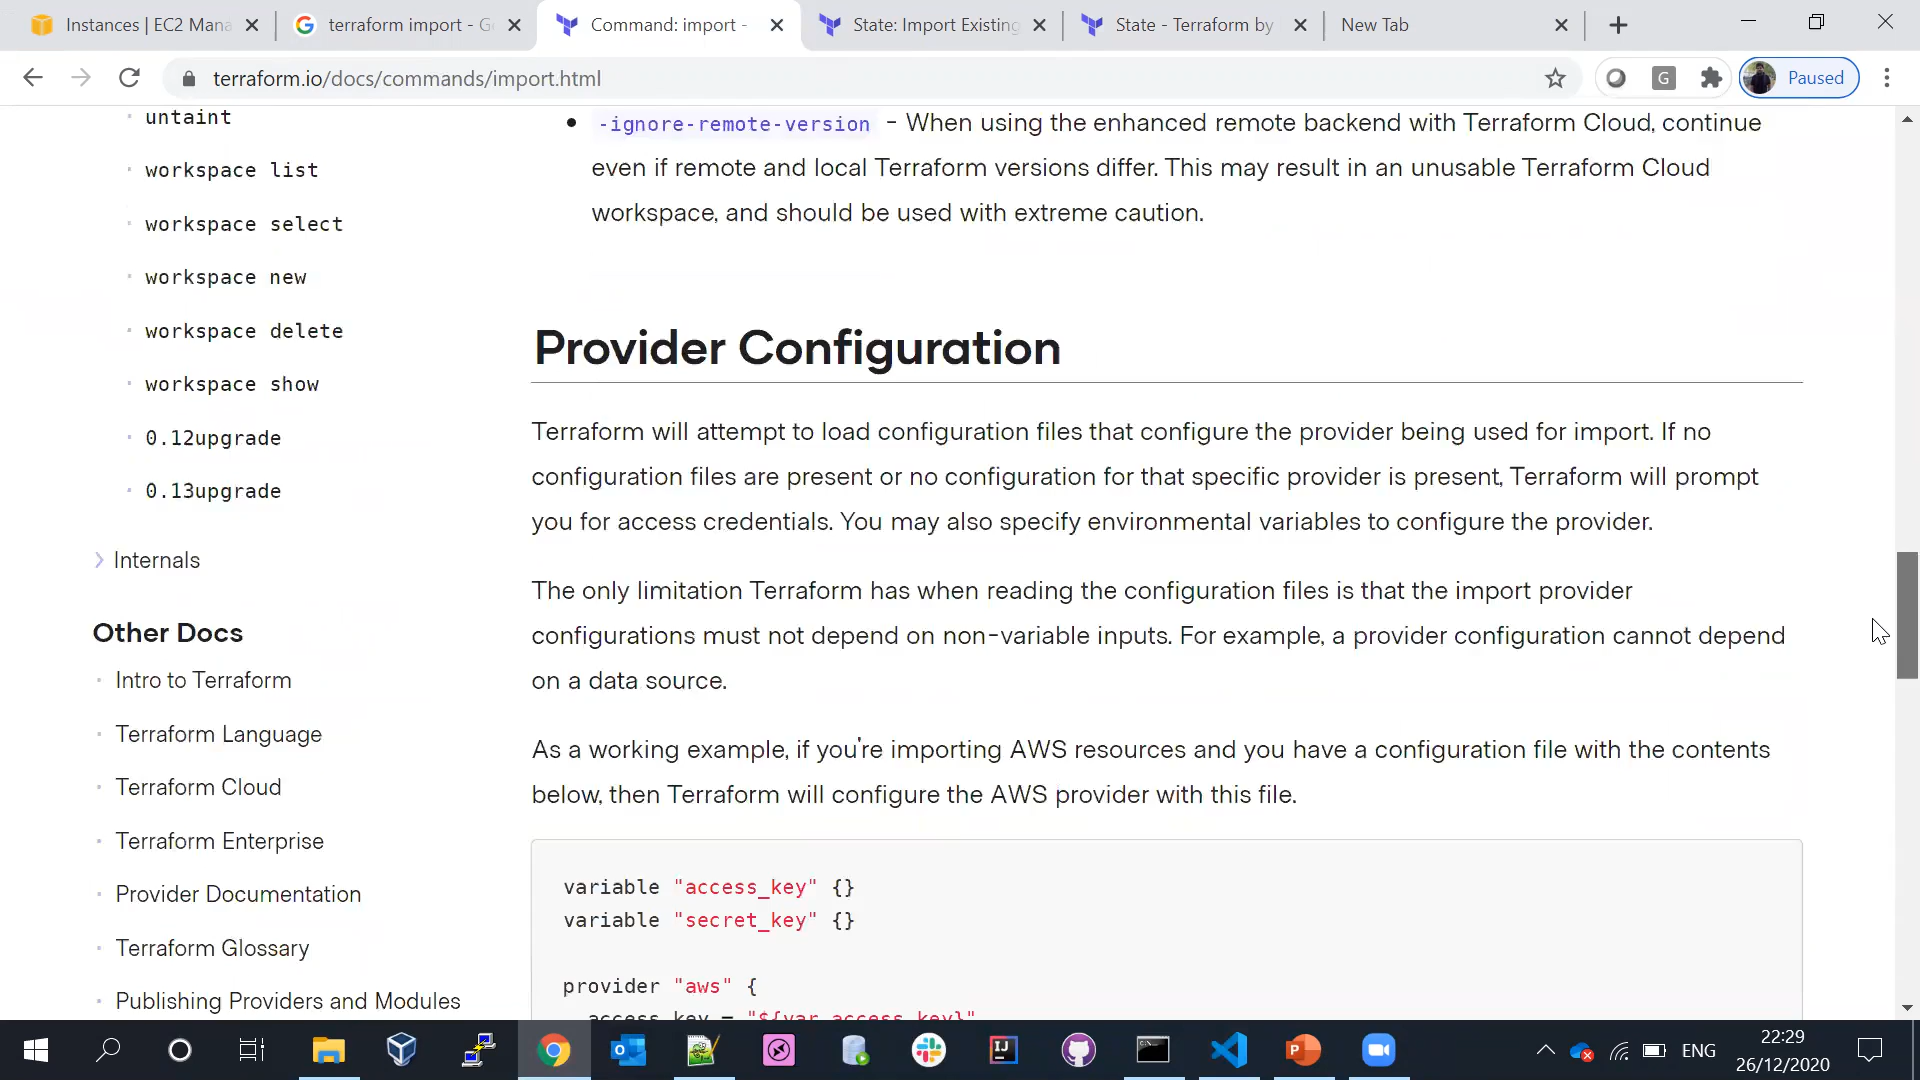 Instances | EC2 Mana
terraform import - G
Command: import -
State: Import Existing
State - Terraform by
New Tab
terraform.io/docs/commands/import.html
G
Paused
untaint
workspace list
workspace select
workspace new
workspace delete
workspace show
0.12upgrade
0.13upgrade
Internals
Other Docs
Intro to Terraform
Terraform Language
Terraform Cloud
Terraform Enterprise
Provider Documentation
Terraform Glossary
Publishing Providers and Modules
-ignore-remote-version - When using the enhanced remote backend with Terraform Cloud, continue
even if remote and local Terraform versions differ. This may result in an unusable Terraform Cloud
workspace, and should be used with extreme caution.
Provider Configuration
Terraform will attempt to load configuration files that configure the provider being used for import. If no
configuration files are present or no configuration for that specific provider is present, Terraform will prompt
you for access credentials. You may also specify environmental variables to configure the provider.
The only limitation Terraform has when reading the configuration files is that the import provider
configurations must not depend on non-variable inputs. For example, a provider configuration cannot depend
on a data source.
As a working example, if you're importing AWS resources and you have a configuration file with the contents
below, then Terraform will configure the AWS provider with this file.
variable "access_key" {}
variable "secret_key" {}
provider "aws" {
access_key = "${var.access_key}"
ENG
22:29
26/12/2020